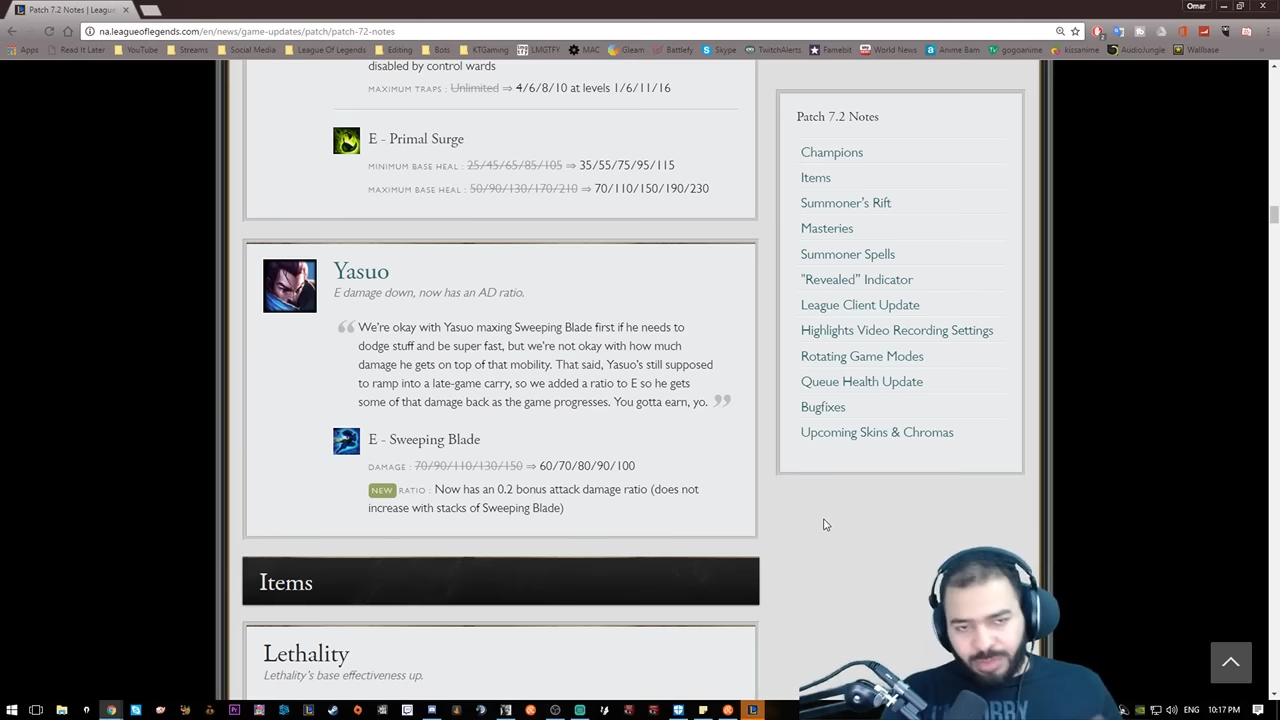 Patch 7.2 Notes | Leagu
Omar
na.leagueoflegends.com/en/news/game-updates/patch/patch-72-notes
Apps Read It Later YouTube Streams Social Media League Of Legends Editing Bots KTGaming LMGTFY MAC Gleam Battlefy Skype TwitchAlerts Famebit World News Anime Bam gogoanime kissanime AudioJungle Wallbase
disabled by control wards
MAXIMUM TRAPS : Unlimited ⇒ 4/6/8/10 at levels 1/6/11/16
E - Primal Surge
MINIMUM BASE HEAL : 25/45/65/85/105 ⇒ 35/55/75/95/115
MAXIMUM BASE HEAL : 50/90/130/170/210 ⇒ 70/110/150/190/230
Yasuo
E damage down, now has an AD ratio.
We're okay with Yasuo maxing Sweeping Blade first if he needs to
dodge stuff and be super fast, but we're not okay with how much
damage he gets on top of that mobility. That said, Yasuo's still supposed
to ramp into a late-game carry, so we added a ratio to E so he gets
some of that damage back as the game progresses. You gotta earn, yo.
E - Sweeping Blade
DAMAGE : 70/90/110/130/150 ⇒ 60/70/80/90/100
NEW RATIO : Now has an 0.2 bonus attack damage ratio (does not
increase with stacks of Sweeping Blade)
Items
Lethality
Lethality's base effectiveness up.
Patch 7.2 Notes
Champions
Items
Summoner's Rift
Masteries
Summoner Spells
"Revealed" Indicator
League Client Update
Highlights Video Recording Settings
Rotating Game Modes
Queue Health Update
Bugfixes
Upcoming Skins & Chromas
ENG 10:17 PM